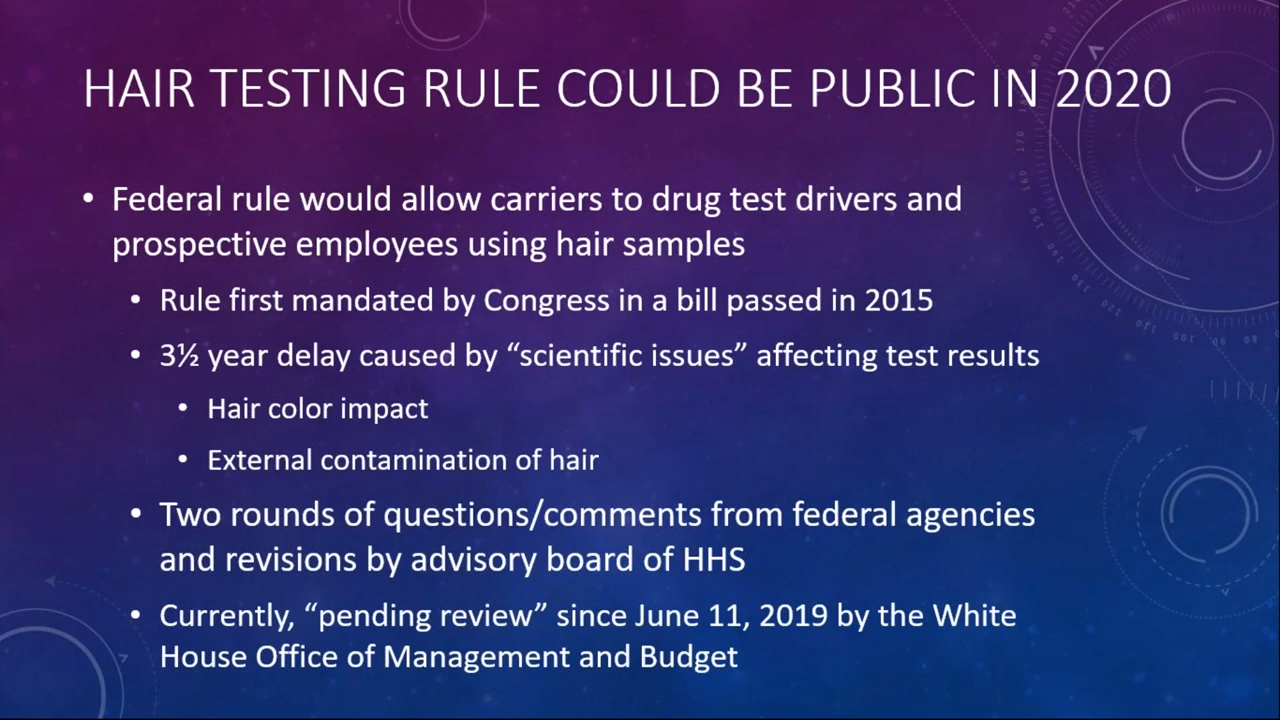 HAIR TESTING RULE COULD BE PUBLIC IN 2020
• Federal rule would allow carriers to drug test drivers and
prospective employees using hair samples
• Rule first mandated by Congress in a bill passed in 2015
• 3½ year delay caused by “scientific issues” affecting test results
• Hair color impact
• External contamination of hair
• Two rounds of questions/comments from federal agencies
and revisions by advisory board of HHS
• Currently, “pending review” since June 11, 2019 by the White
House Office of Management and Budget